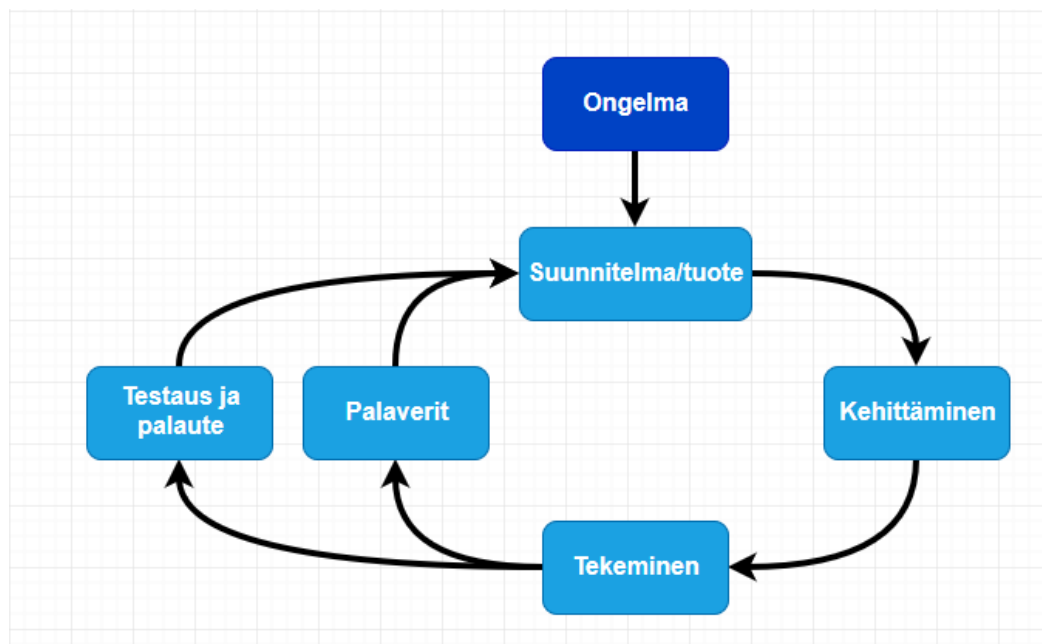 Ongelma
Suunnitelma/tuote
Testaus ja
palaute
Palaverit
Kehittäminen
Tekeminen